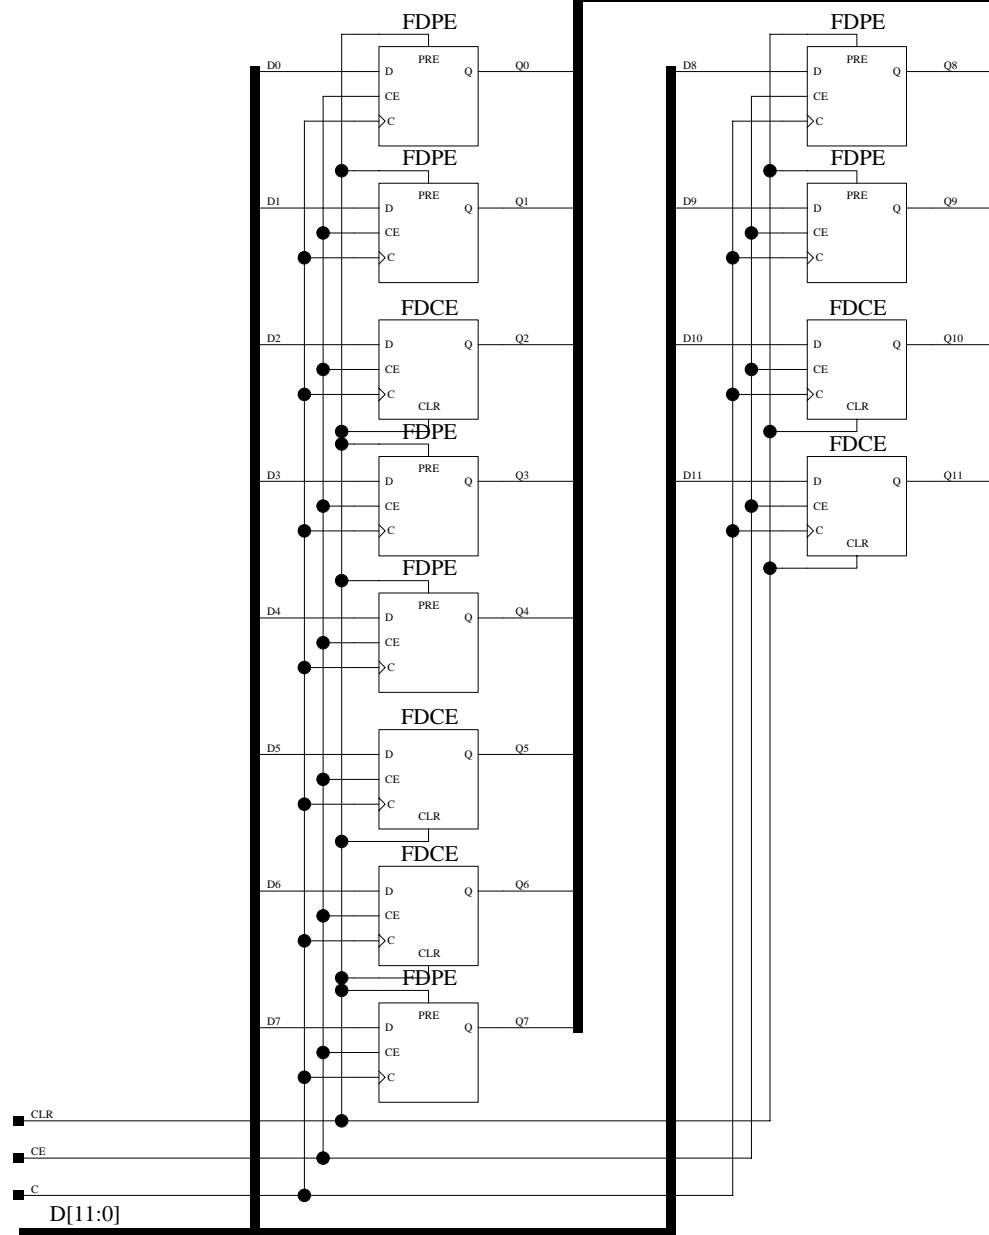 FDPE FDPE
PRE PRE
D0 D Q Q0 D8 D Q Q8
CE CE
C C
FDPE FDPE
PRE PRE
D1 D Q Q1 D9 D Q Q9
CE CE
C C
FDCE FDCE
D2 D Q Q2 D10 D Q Q10
CE CE
C C
CLR CLR
FDPE FDCE
PRE
D3 D Q Q3 D11 D Q Q11
CE CE
C C
CLR
FDPE
PRE
D4 D Q Q4
CE
C
FDCE
D5 D Q Q5
CE
C
CLR
FDCE
D6 D Q Q6
CE
C
CLR
FDPE
PRE
D7 D Q Q7
CE
C
CLR
CE
C
D[11:0]